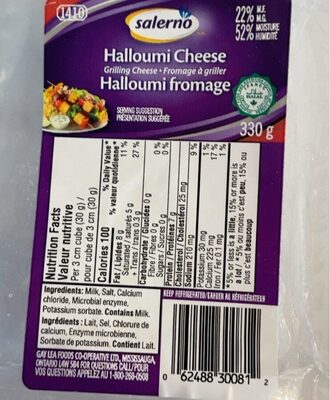 1410
salerno
22% M.F. M.G.
52% MOISTURE HUMIDITÉ
Halloumi Cheese
Grilling Cheese • Fromage à griller
Halloumi fromage
SERVING SUGGESTION
PRÉSENTATION SUGGÉRÉE
HALAL
330 g
Nutrition Facts
Valeur nutritive
Per 3 cm cube (30 g) /
pour cube de 3 cm (30 g)
Calories 100
% Daily Value*
% valeur quotidienne*
Fat / Lipides 8 g 11 %
Saturated / saturés 5 g
+ Trans / trans 0.3 g 27 %
Carbohydrate / Glucides 0 g
Fibre / Fibres 0 g 0 %
Sugars / Sucres 0 g 0 %
Protein / Protéines 7 g
Cholesterol / Cholestérol 25 mg
Sodium 210 mg 9 %
Potassium 30 mg 1 %
Calcium 225 mg 17 %
Iron / Fer 0.1 mg 1 %
*5% or less is a little, 15% or more is
a lot / *5% ou moins c'est peu, 15% ou
plus c'est beaucoup
Ingredients: Milk, Salt, Calcium
chloride, Microbial enzyme,
Potassium sorbate. Contains Milk.
Ingrédients : Lait, Sel, Chlorure de
calcium, Enzyme microbienne,
Sorbate de potassium. Contient Lait.
GAY LEA FOODS CO-OPERATIVE LTD, MISSISSAUGA,
ONTARIO L4W 5B4 FOR QUESTIONS CALL/POUR
VOS QUESTIONS APPELEZ AU 1-800-268-0508
KEEP REFRIGERATED/GARDER AU RÉFRIGÉRATEUR
0 62488 30081 2